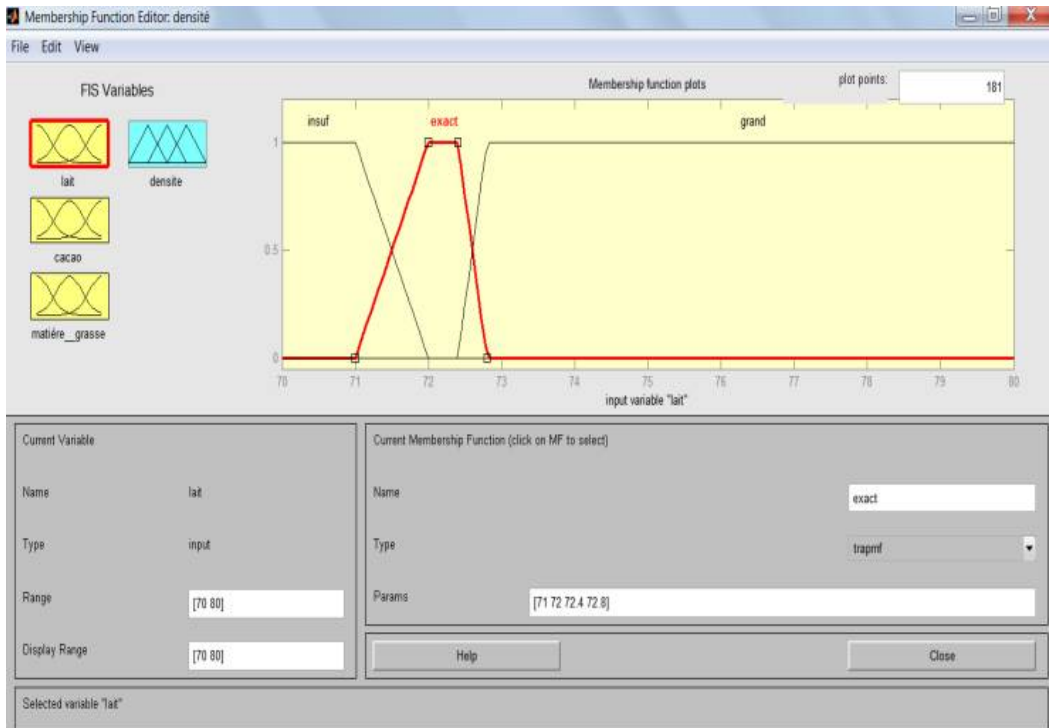 Membership Function Editor: densité
File Edit View
FIS Variables
Membership function plots
plot points:
181
lait
densite
cacao
matiére__grasse
insuf
exact
grand
1
0.5
0
70 71 72 73 74 75 76 77 78 79 80
input variable "lait"
Current Variable
Name lait
Type input
Range [70 80]
Display Range [70 80]
Current Membership Function (click on MF to select)
Name exact
Type trapmf
Params [71 72 72.4 72.8]
Help
Close
Selected variable "lait"